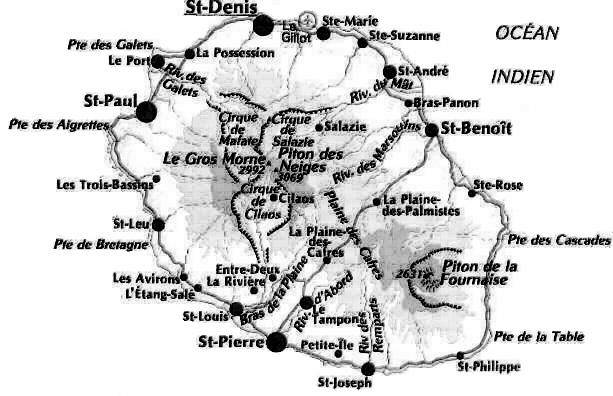 St-Denis
Ste-Marie
La
Gillot
Ste-Suzanne
OCÉAN
Pte des Galets
La Possession
Le Port
Riv. des
Galets
St-André
INDIEN
Riv. du Mât
St-Paul
Bras-Panon
Pte des Aigrettes
Cirque
de
Mafate
Cirque
de
Salazie
Salazie
St-Benoît
Riv. des Marsouins
Le Gros Morne
2992
Piton des
Neiges
3069
Les Trois-Bassins
Cirque
de
Cilaos
Cilaos
Ste-Rose
La Plaine-
des-Palmistes
Plaine des Cafres
St-Leu
La Plaine-
des-
Cafres
Pte de Bretagne
Pte des Cascades
Entre-Deux
La Rivière
Les Avirons
L'Étang-Salé
2631
Piton de la
Fournaise
Bras de la Plaine
Riv. d'Abord
St-Louis
Le
Tampon
Riv. des
Remparts
St-Pierre
Petite-Île
Pte de la Table
St-Philippe
St-Joseph